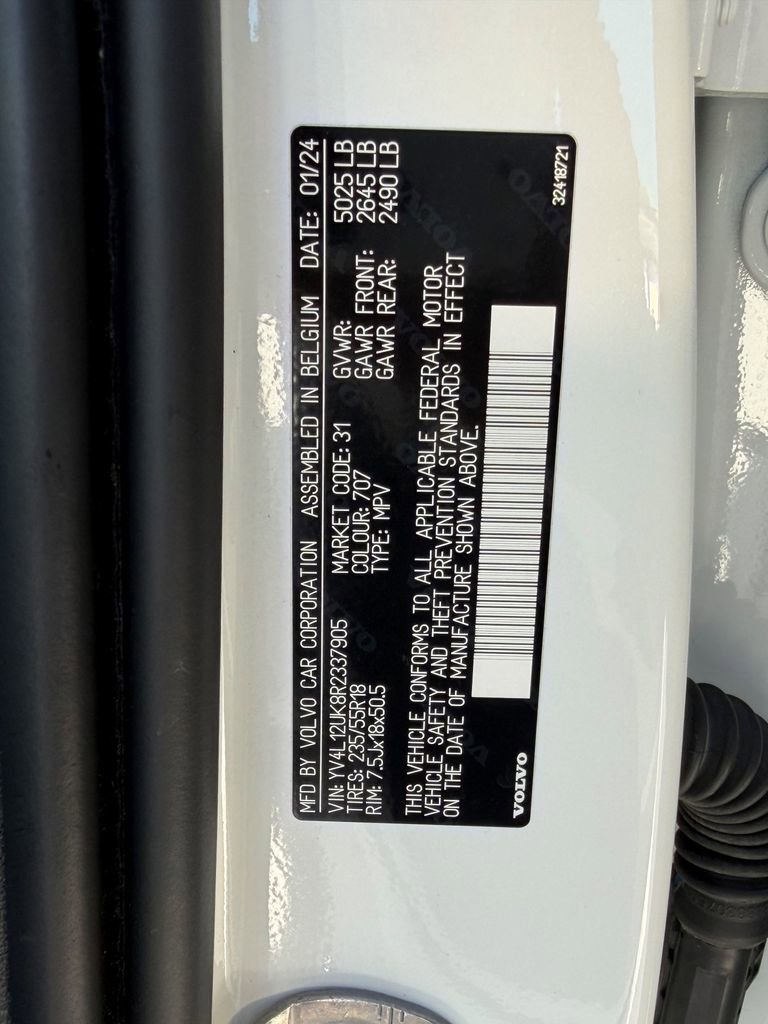 MFD BY VOLVO CAR CORPORATION ASSEMBLED IN BELGIUM DATE: 01/24
VIN: YV4L12UK8R2337905
TIRES: 235/55R18
RIM: 7.5Jx18x50.5
MARKET CODE: 31
COLOUR: 707
TYPE: MPV
GVWR: 5025 LB
GAWR FRONT: 2645 LB
GAWR REAR: 2490 LB
THIS VEHICLE CONFORMS TO ALL APPLICABLE FEDERAL MOTOR
VEHICLE SAFETY AND THEFT PREVENTION STANDARDS IN EFFECT
ON THE DATE OF MANUFACTURE SHOWN ABOVE.
VOLVO
32418721